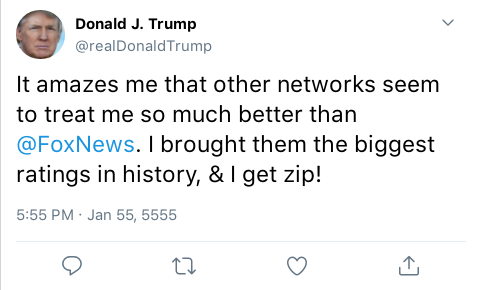 Donald J. Trump
@realDonaldTrump
It amazes me that other networks seem
to treat me so much better than
@FoxNews. I brought them the biggest
ratings in history, & I get zip!
5:55 PM · Jan 55, 5555